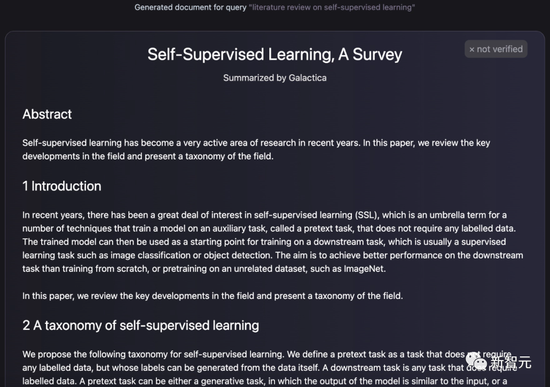 Generated document for query "literature review on self-supervised learning"
× not verified
Self-Supervised Learning, A Survey
Summarized by Galactica
Abstract
Self-supervised learning has become a very active area of research in recent years. In this paper, we review the key
developments in the field and present a taxonomy of the field.
1 Introduction
In recent years, there has been a great deal of interest in self-supervised learning (SSL), which is an umbrella term for a
number of techniques that train a model on an auxiliary task, called a pretext task, that does not require any labelled data.
The trained model can then be used as a starting point for training on a downstream task, which is usually a supervised
learning task such as image classification or object detection. The aim is to achieve better performance on the downstream
task than training from scratch, or pretraining on an unrelated dataset, such as ImageNet.
In this paper, we review the key developments in the field and present a taxonomy of the field.
2 A taxonomy of self-supervised learning
We propose the following taxonomy for self-supervised learning. We define a pretext task as a task that does not require
any labelled data, but whose labels can be generated from the data itself. A downstream task is any task that does require
labelled data. A pretext task can be either a generative task, in which the output of the model is similar to the input, or a
新智元